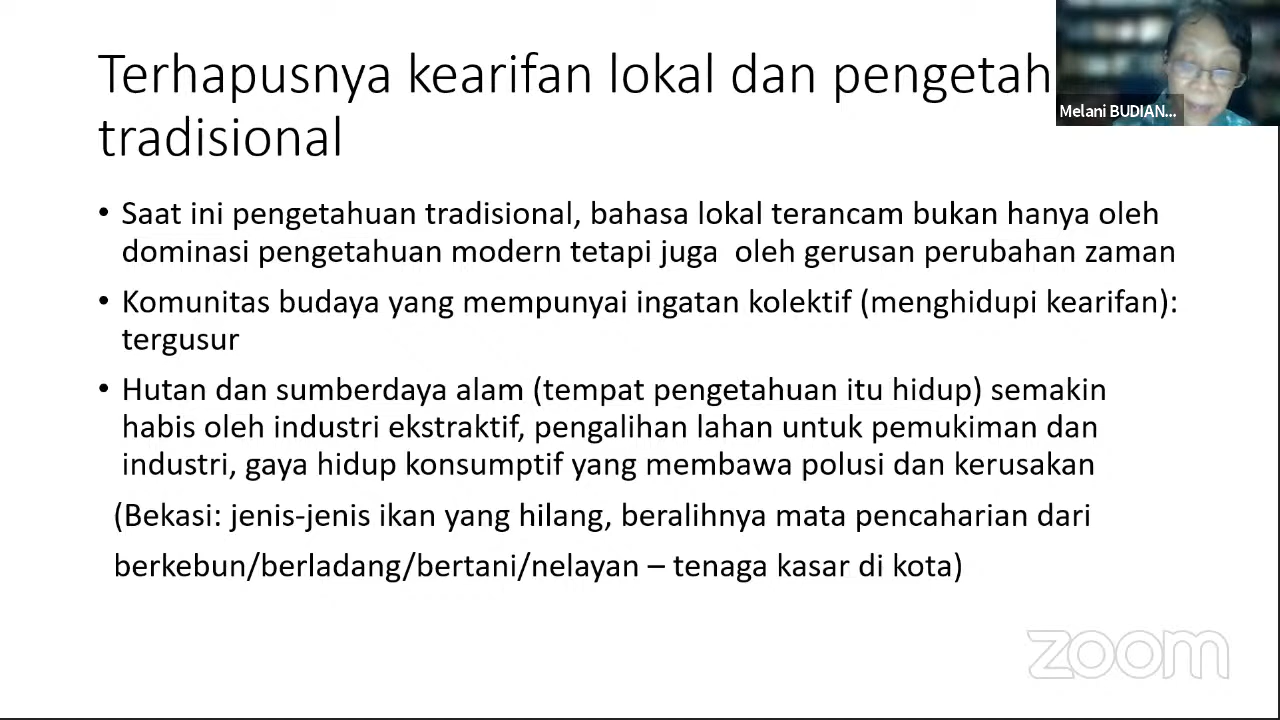 Terhapusnya kearifan lokal dan pengetah
tradisional
Melani BUDIAN...
• Saat ini pengetahuan tradisional, bahasa lokal terancam bukan hanya oleh
dominasi pengetahuan modern tetapi juga oleh gerusan perubahan zaman
• Komunitas budaya yang mempunyai ingatan kolektif (menghidupi kearifan):
tergusur
• Hutan dan sumberdaya alam (tempat pengetahuan itu hidup) semakin
habis oleh industri ekstraktif, pengalihan lahan untuk pemukiman dan
industri, gaya hidup konsumptif yang membawa polusi dan kerusakan
(Bekasi: jenis-jenis ikan yang hilang, beralihnya mata pencaharian dari
berkebun/berladang/bertani/nelayan – tenaga kasar di kota)
zoom